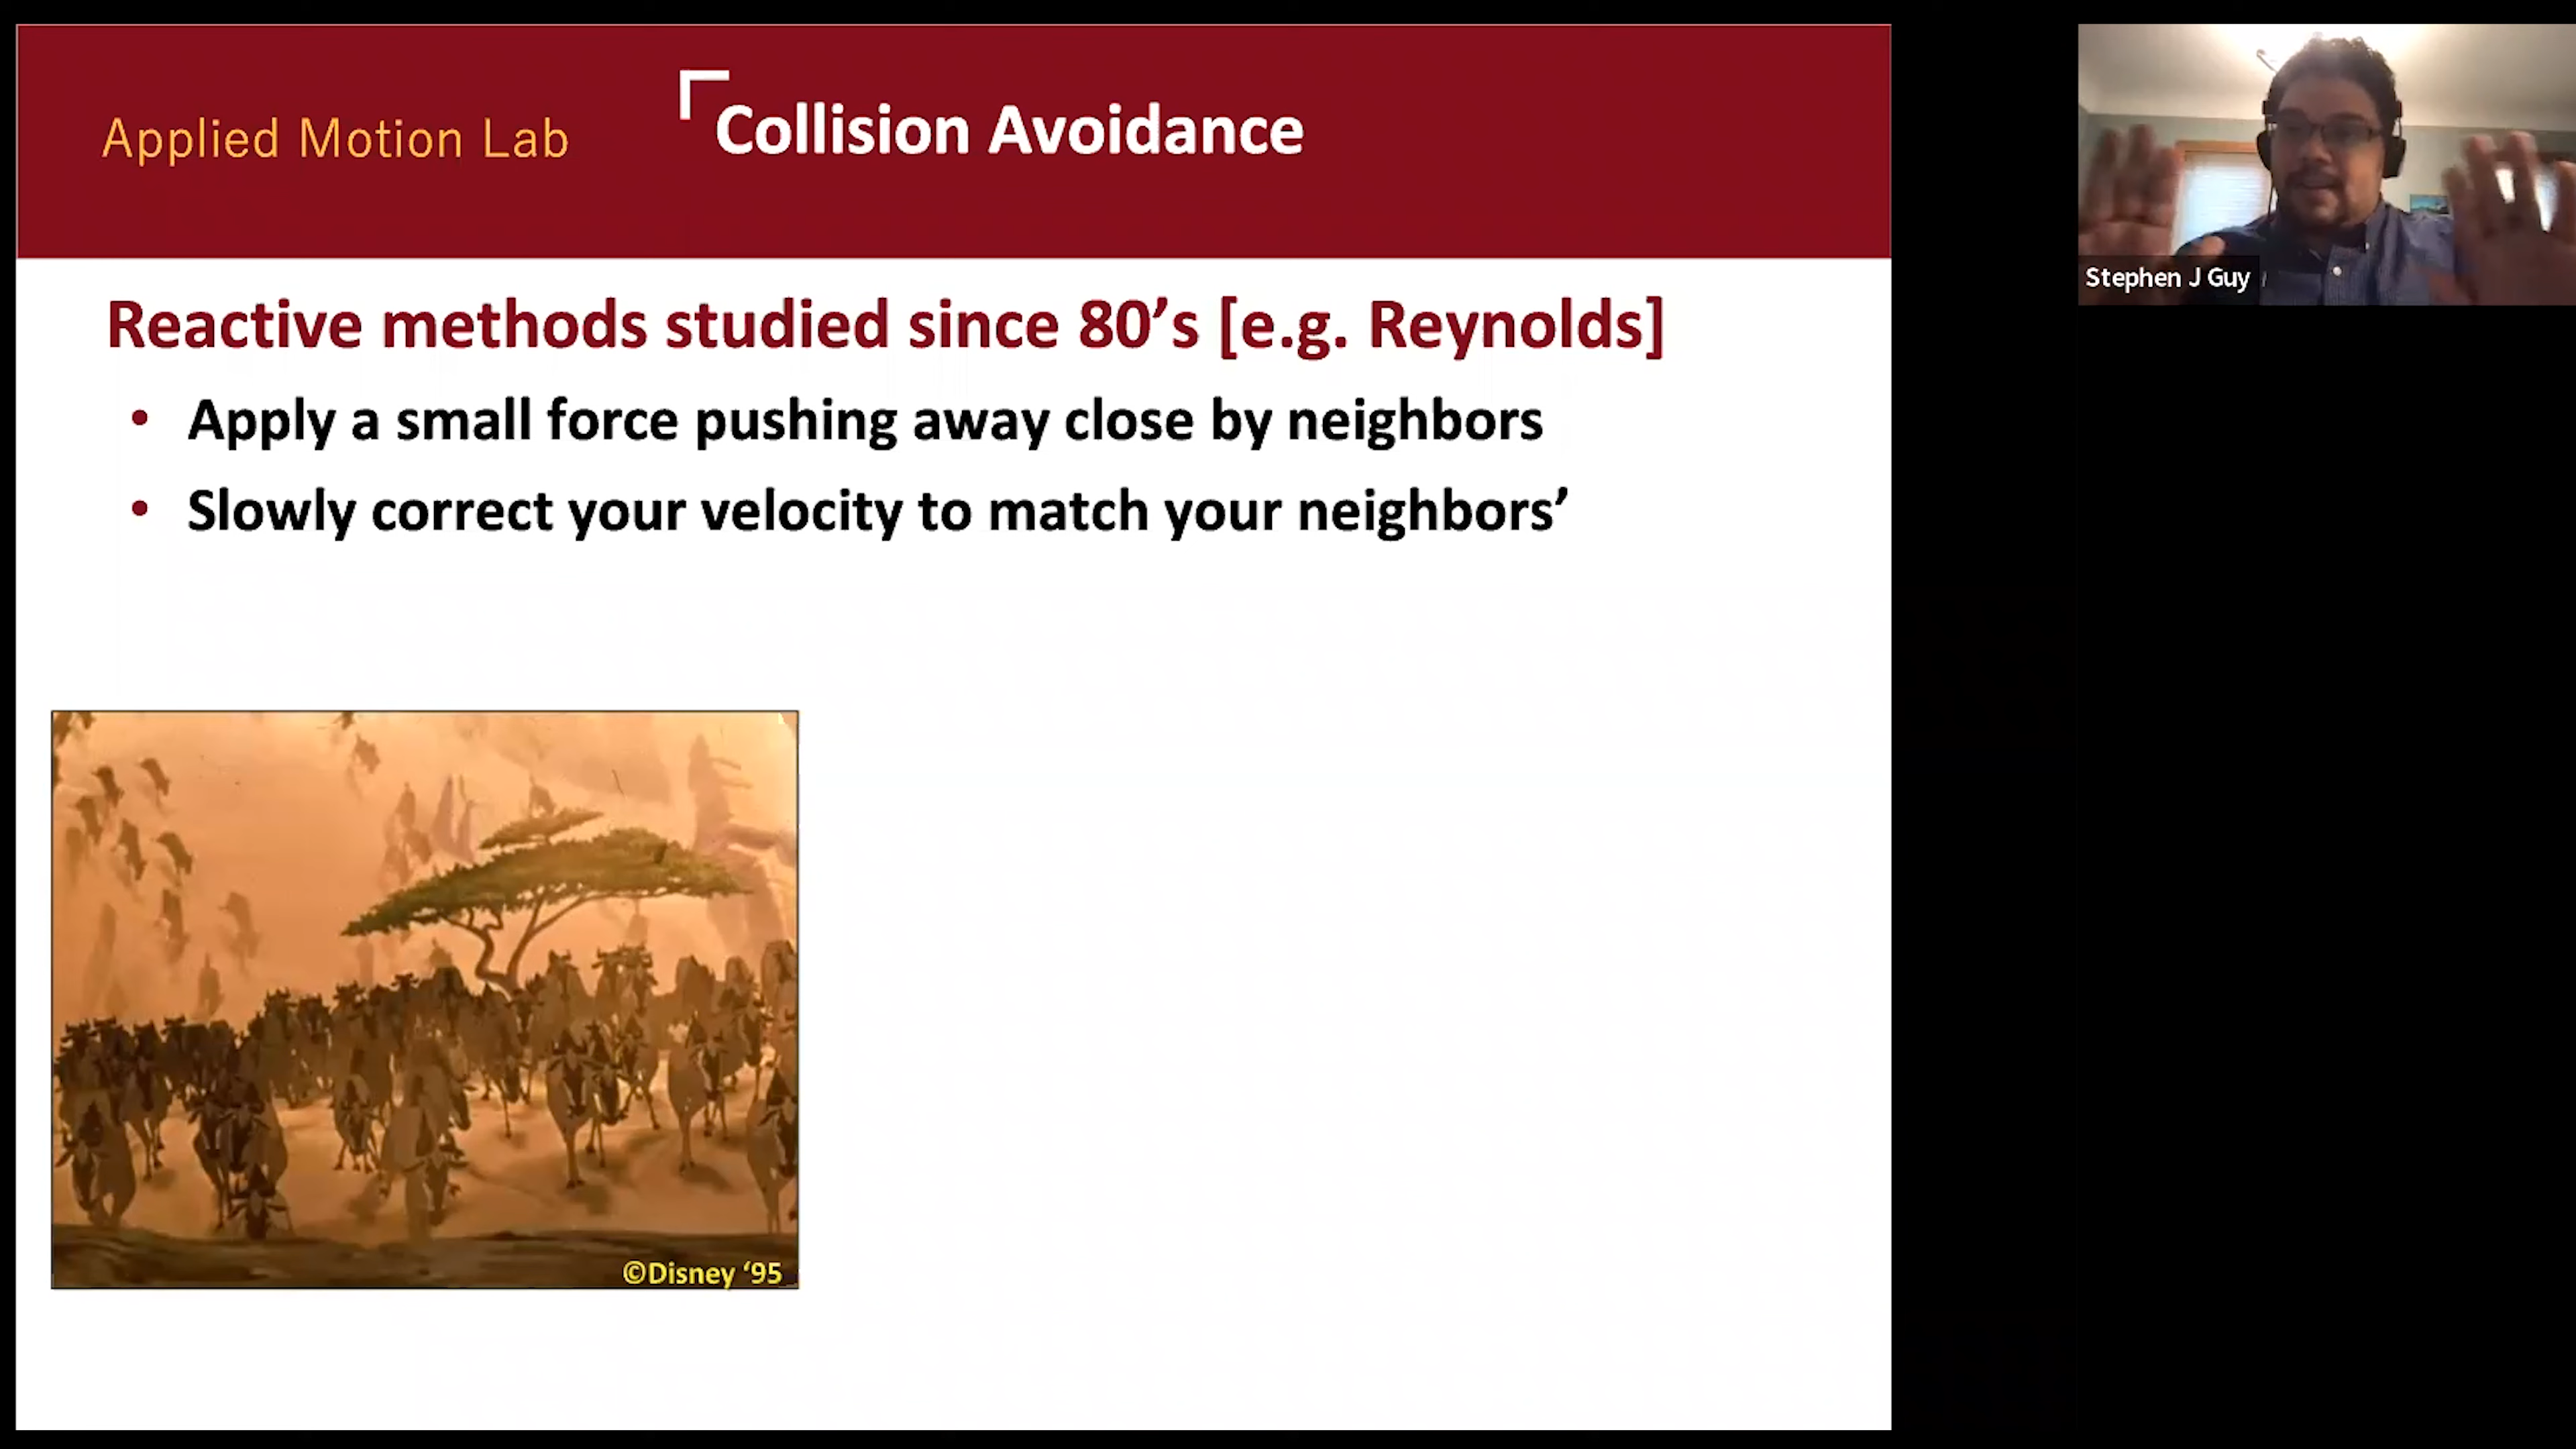 Applied Motion Lab
Collision Avoidance
Reactive methods studied since 80’s [e.g. Reynolds]
• Apply a small force pushing away close by neighbors
• Slowly correct your velocity to match your neighbors’
©Disney ‘95
Stephen J Guy